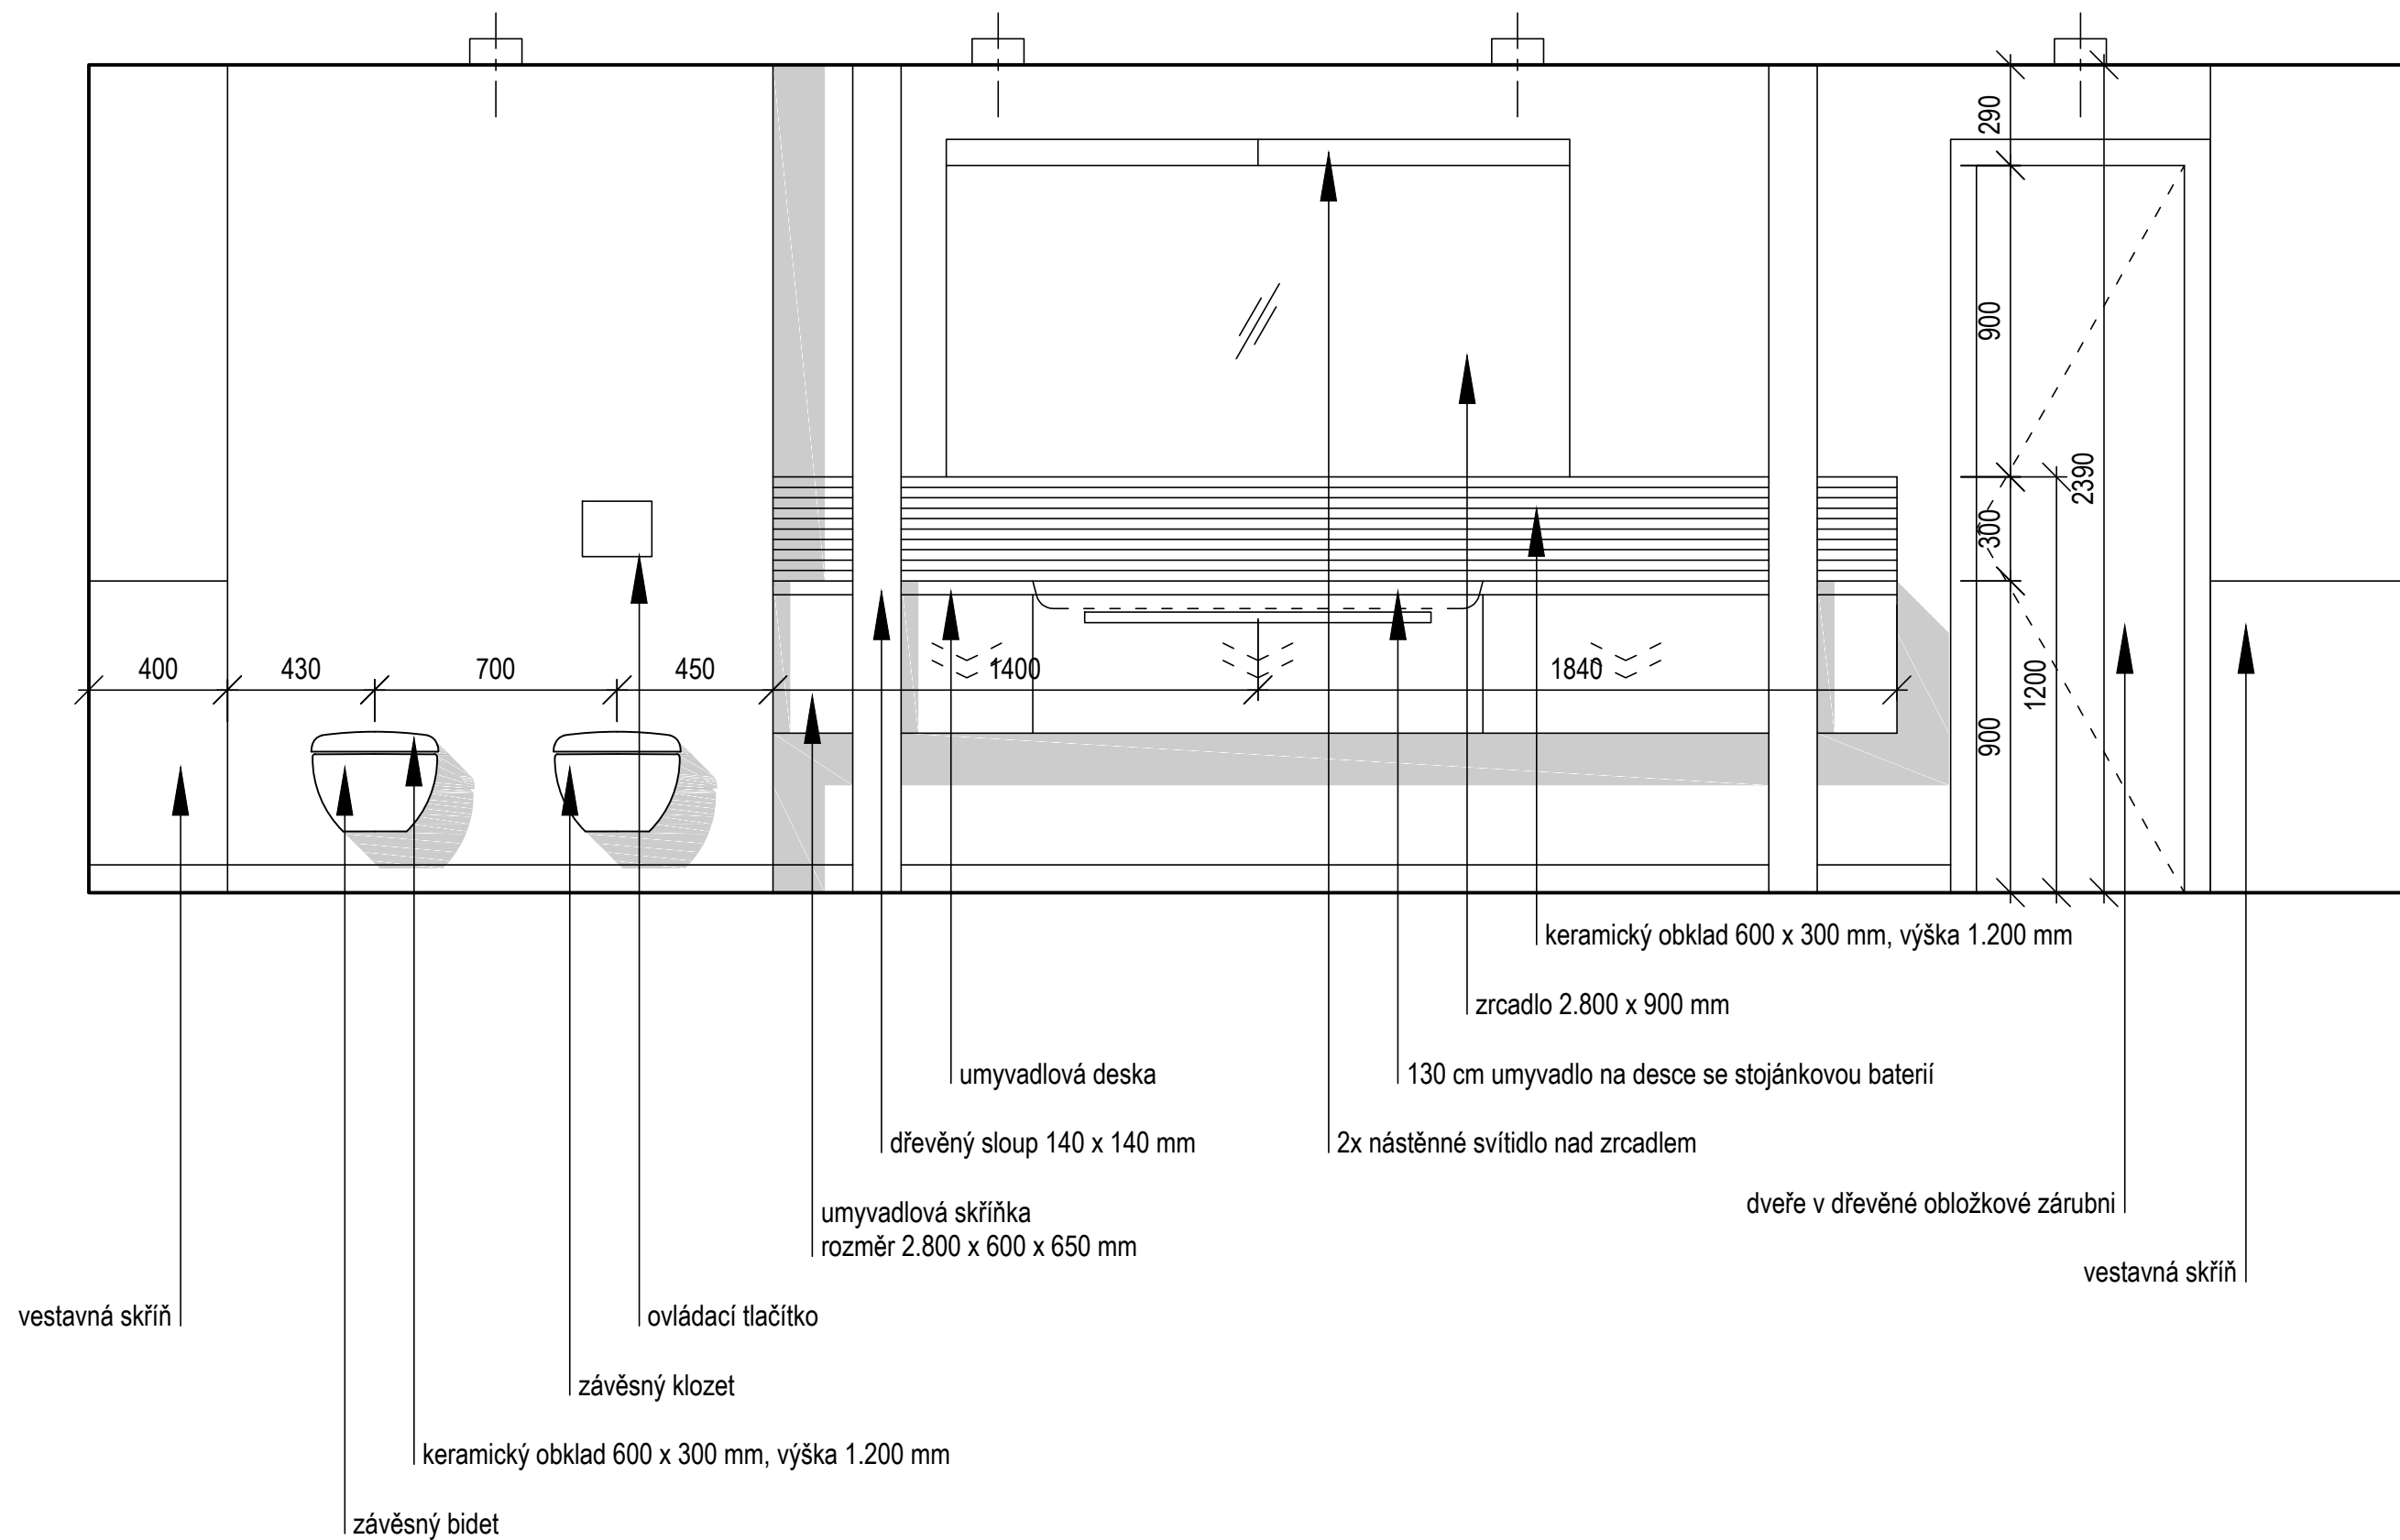 290
900
2390
300
1200
900
400
430
700
450
1400
1840
keramický obklad 600 x 300 mm, výška 1.200 mm
zrcadlo 2.800 x 900 mm
umyvadlová deska
130 cm umyvadlo na desce se stojánkovou baterií
dřevěný sloup 140 x 140 mm
2x nástěnné svítidlo nad zrcadlem
dveře v dřevěné obložkové zárubni
umyvadlová skříňka
rozměr 2.800 x 600 x 650 mm
vestavná skříň
vestavná skříň
ovládací tlačítko
závěsný klozet
keramický obklad 600 x 300 mm, výška 1.200 mm
závěsný bidet